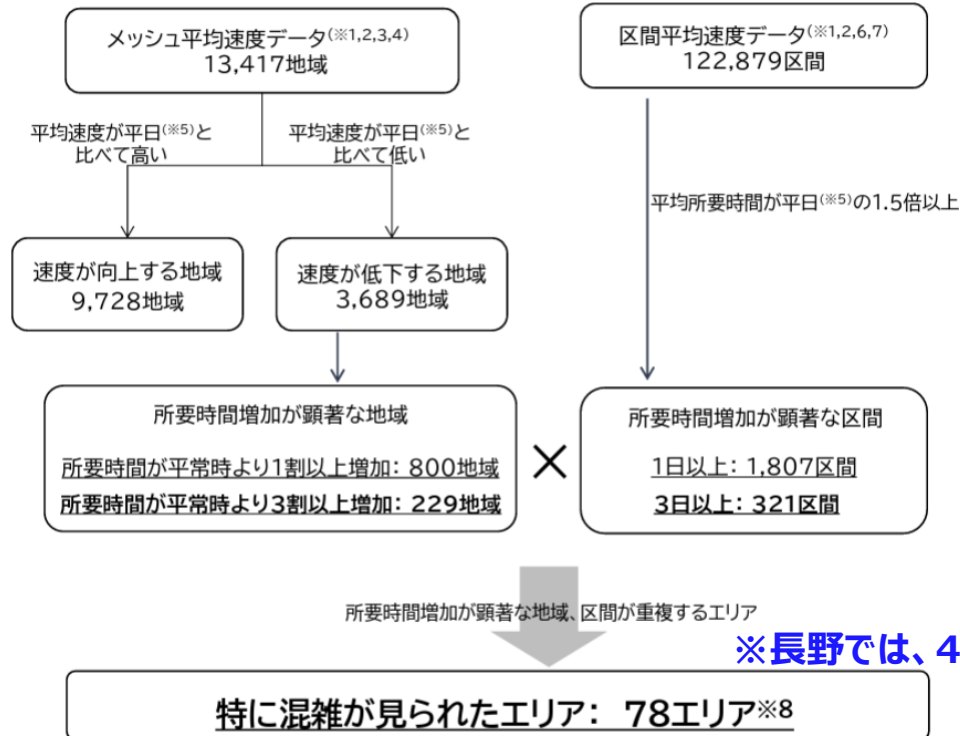 メッシュ平均速度データ(※1,2,3,4)
13,417地域
区間平均速度データ(※1,2,6,7)
122,879区間
平均速度が平日(※5)と
比べて高い
平均速度が平日(※5)と
比べて低い
平均所要時間が平日(※5)の1.5倍以上
速度が向上する地域
9,728地域
速度が低下する地域
3,689地域
所要時間増加が顕著な地域
所要時間が平常時より1割以上増加: 800地域
所要時間が平常時より3割以上増加: 229地域
×
所要時間増加が顕著な区間
1日以上: 1,807区間
3日以上: 321区間
所要時間増加が顕著な地域、区間が重複するエリア
※長野では、4
特に混雑が見られたエリア: 78エリア※8